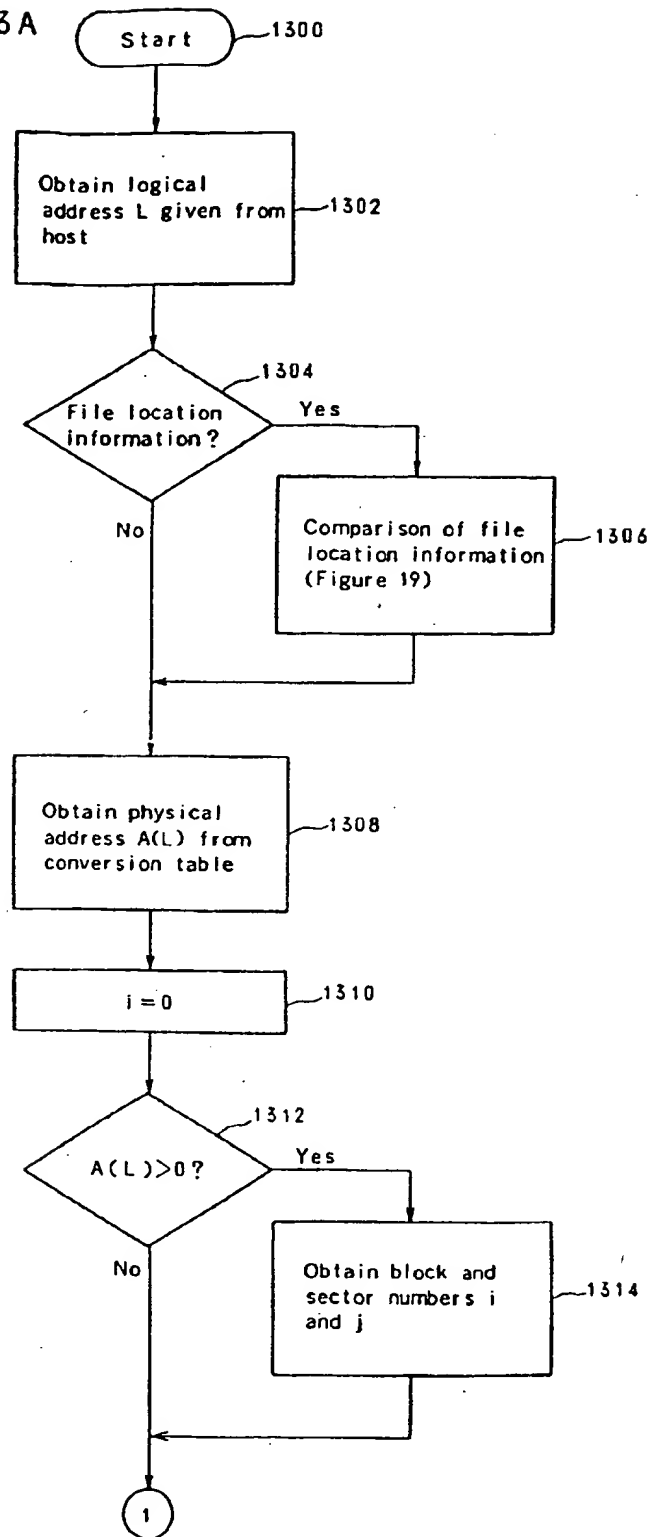 3A
Start
1300
Obtain logical
address L given from
host
1302
1304
File location
information?
Yes
No
Comparison of file
location information
(Figure 19)
1306
Obtain physical
address A(L) from
conversion table
1308
i=0
1310
1312
A(L)>0?
Yes
No
Obtain block and
sector numbers i
and j
1314
1